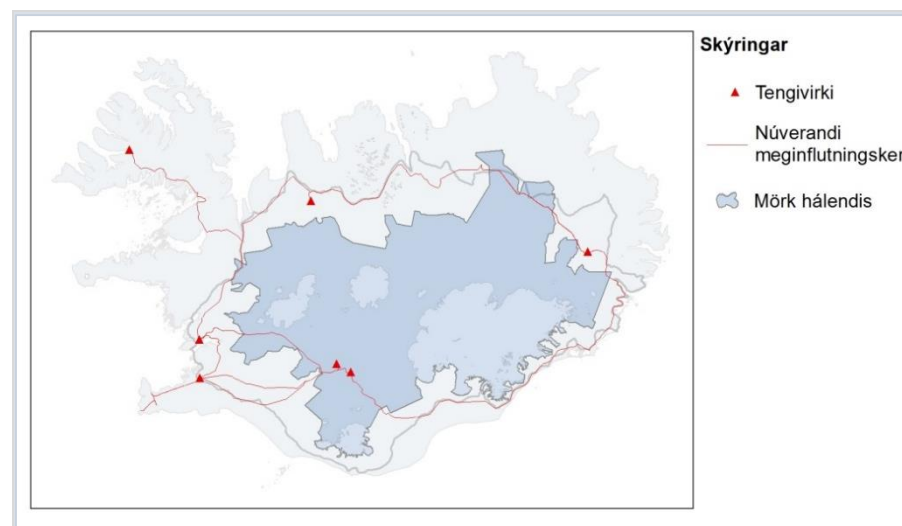 Skýringar
Tengivirki
Núverandi
meginflutningsker
Mörk hálendis